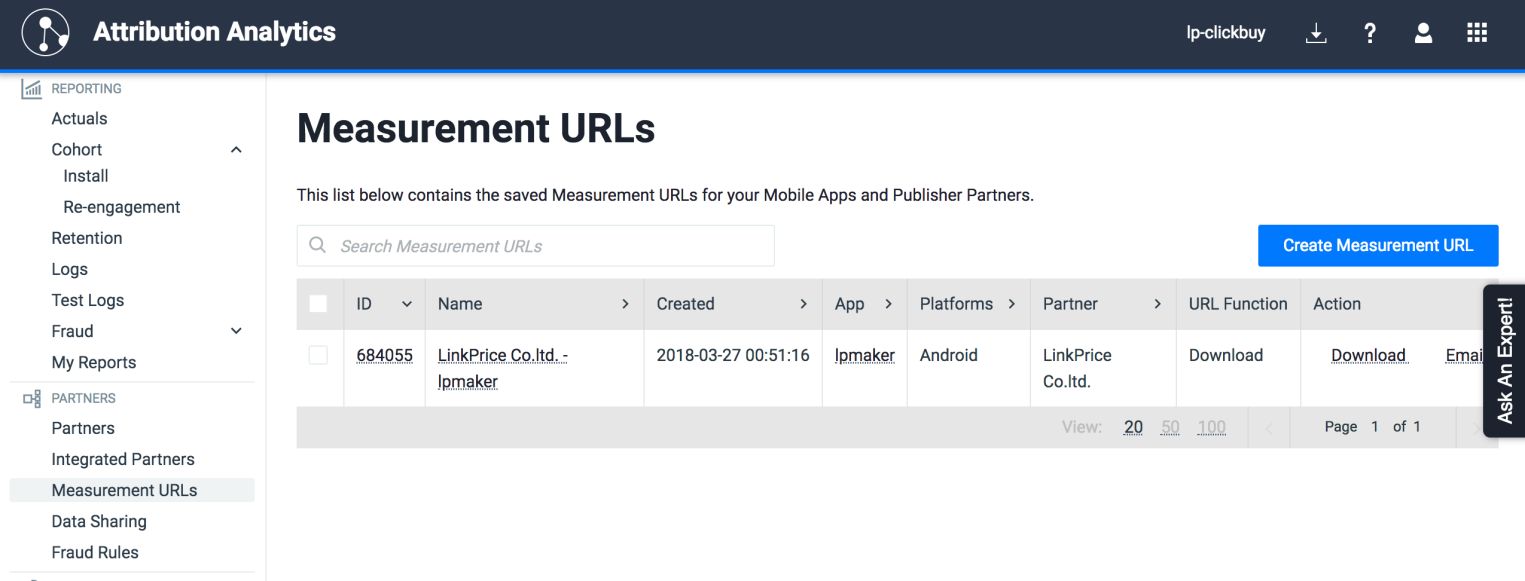 Attribution Analytics
lp-clickbuy
?
REPORTING
Actuals
Cohort
Install
Re-engagement
Retention
Logs
Test Logs
Fraud
My Reports
PARTNERS
Partners
Integrated Partners
Measurement URLs
Data Sharing
Fraud Rules
Measurement URLs
This list below contains the saved Measurement URLs for your Mobile Apps and Publisher Partners.
Search Measurement URLs
Create Measurement URL
ID Name Created App Platforms Partner URL Function Action
684055 LinkPrice Co.ltd. - 2018-03-27 00:51:16 lpmaker Android LinkPrice Download Download Emai
lpmaker Co.ltd.
View: 20 50 100 Page 1 of 1
Ask An Expert!